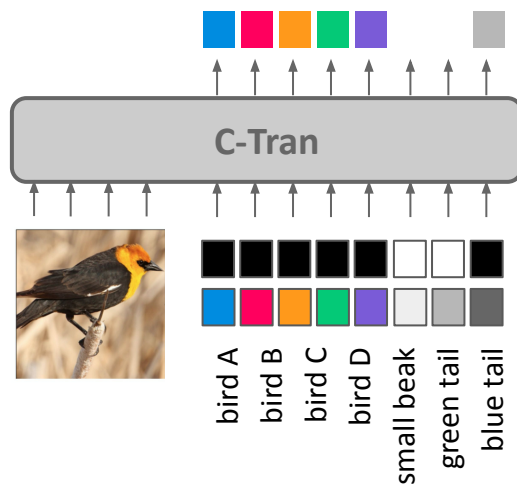 C-Tran
bird A
bird B
bird C
bird D
small beak
green tail
blue tail